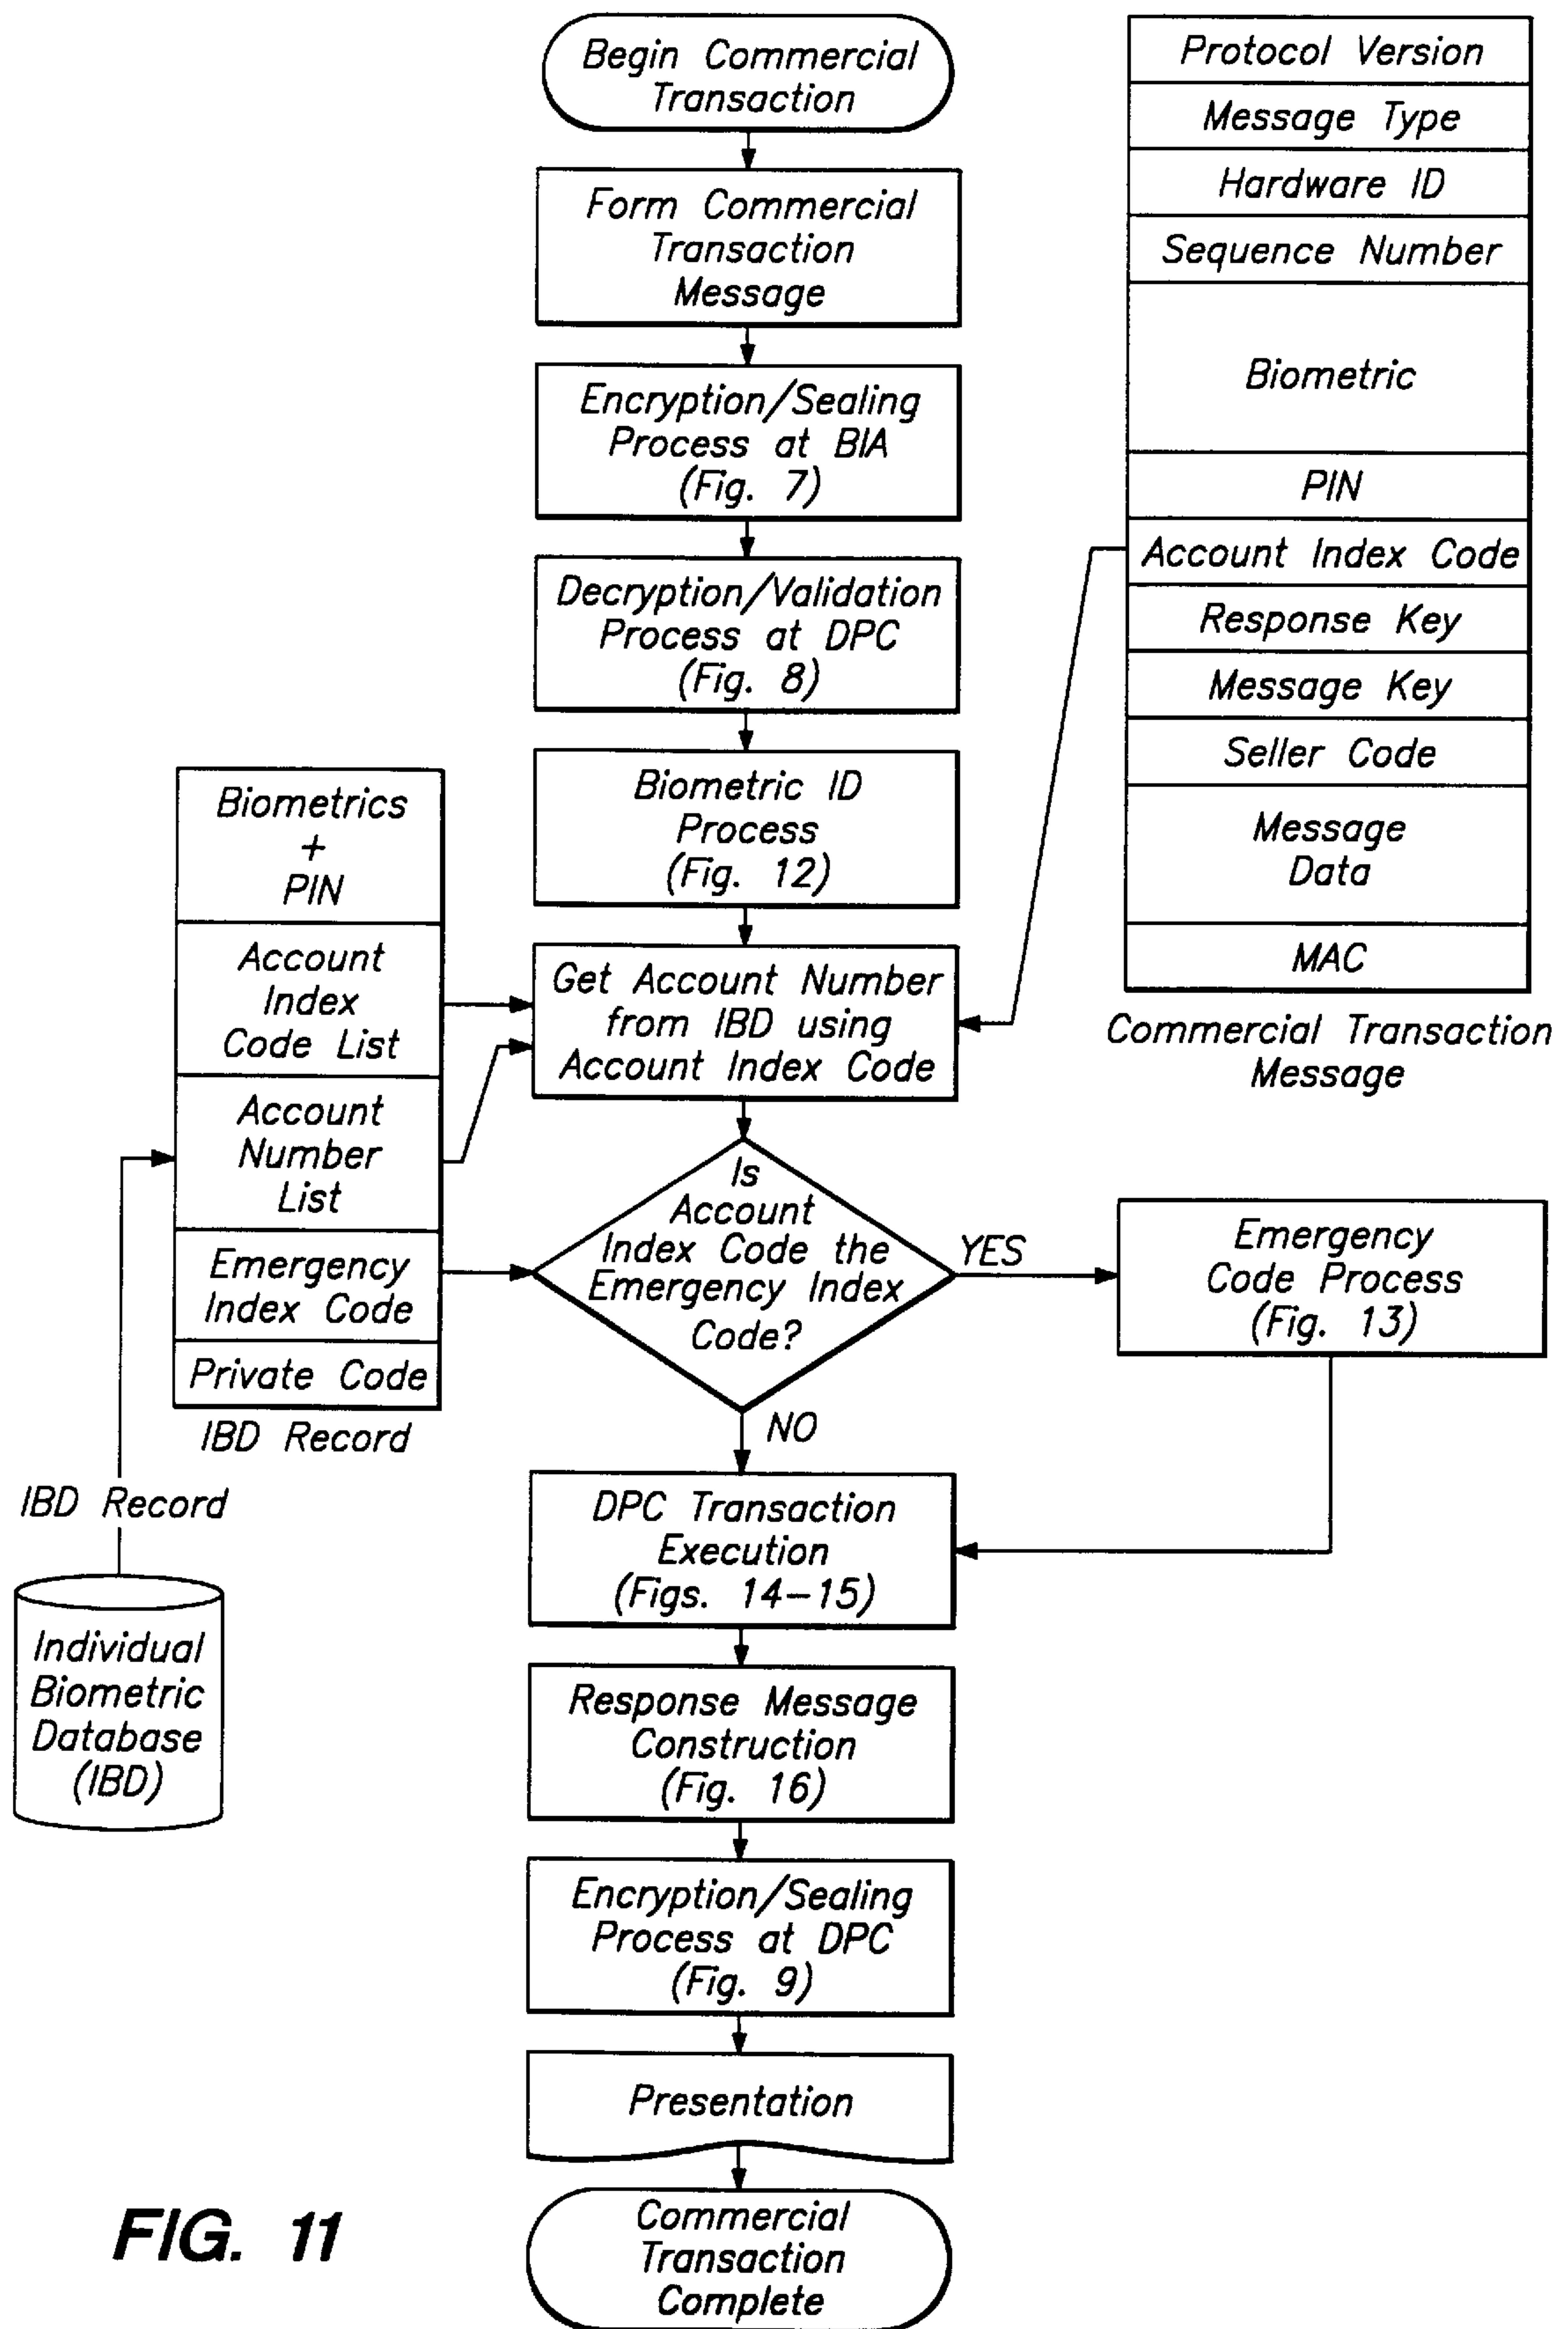 Begin Commercial
Transaction
Form Commercial
Transaction
Message
Encryption/Sealing
Process at BIA
(Fig. 7)
Decryption/Validation
Process at DPC
(Fig. 8)
Biometric ID
Process
(Fig. 12)
Get Account Number
from IBD using
Account Index Code
Is
Account
Index Code the
Emergency Index
Code?
YES
NO
Emergency
Code Process
(Fig. 13)
DPC Transaction
Execution
(Figs. 14-15)
Response Message
Construction
(Fig. 16)
Encryption/Sealing
Process at DPC
(Fig. 9)
Presentation
Commercial
Transaction
Complete
Protocol Version
Message Type
Hardware ID
Sequence Number
Biometric
PIN
Account Index Code
Response Key
Message Key
Seller Code
Message
Data
MAC
Commercial Transaction
Message
Biometrics
+
PIN
Account
Index
Code List
Account
Number
List
Emergency
Index Code
Private Code
IBD Record
IBD Record
Individual
Biometric
Database
(IBD)
FIG. 11